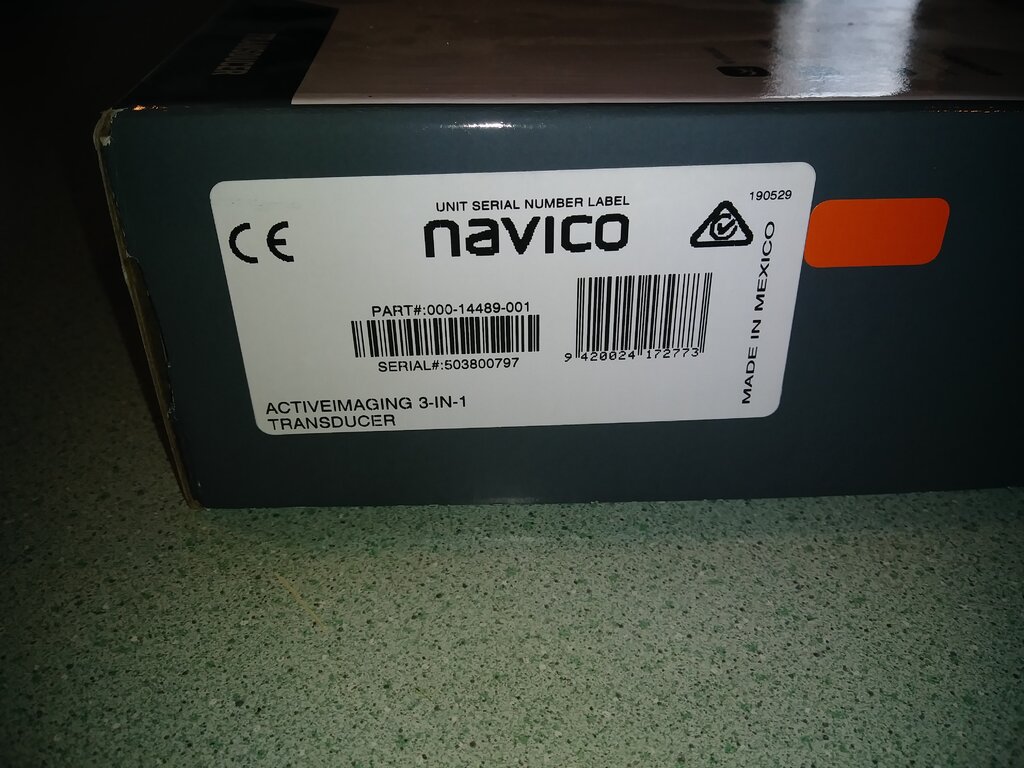 TRANSDUCER
UNIT SERIAL NUMBER LABEL
190529
CE
navico
MADE IN MEXICO
PART#:000-14489-001
SERIAL#:503800797
9 420024 172773
ACTIVEIMAGING 3-IN-1
TRANSDUCER